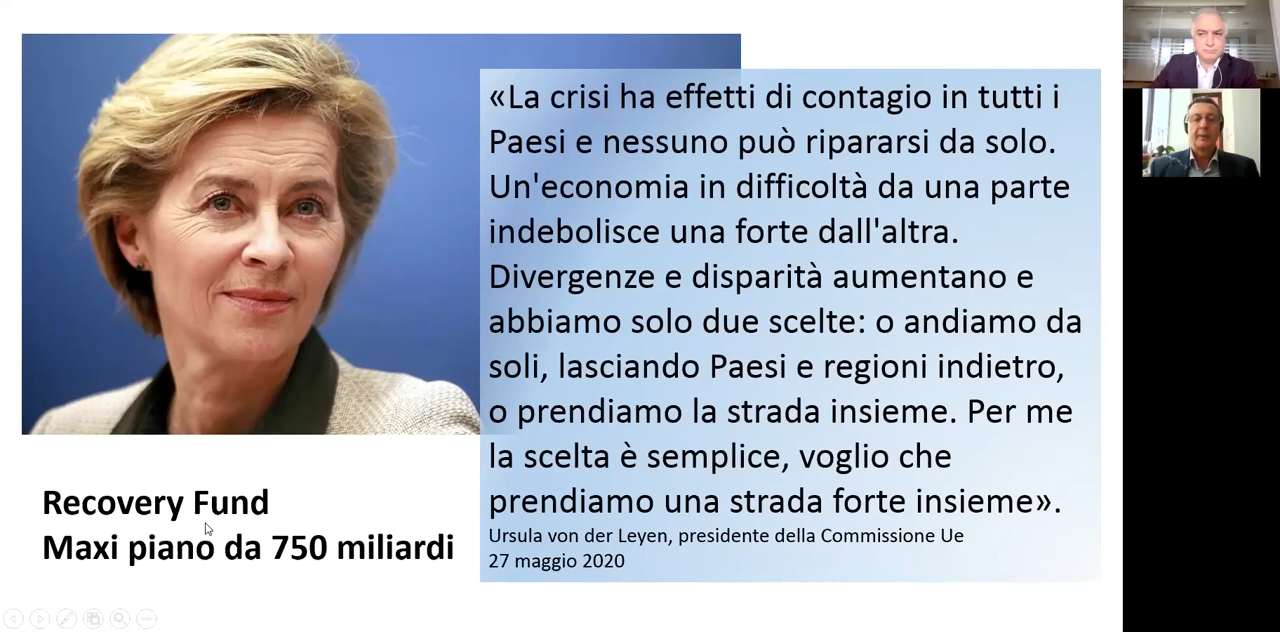 «La crisi ha effetti di contagio in tutti i
Paesi e nessuno può ripararsi da solo.
Un'economia in difficoltà da una parte
indebolisce una forte dall'altra.
Divergenze e disparità aumentano e
abbiamo solo due scelte: o andiamo da
soli, lasciando Paesi e regioni indietro,
o prendiamo la strada insieme. Per me
la scelta è semplice, voglio che
prendiamo una strada forte insieme».
Ursula von der Leyen, presidente della Commissione Ue
27 maggio 2020
Recovery Fund
Maxi piano da 750 miliardi